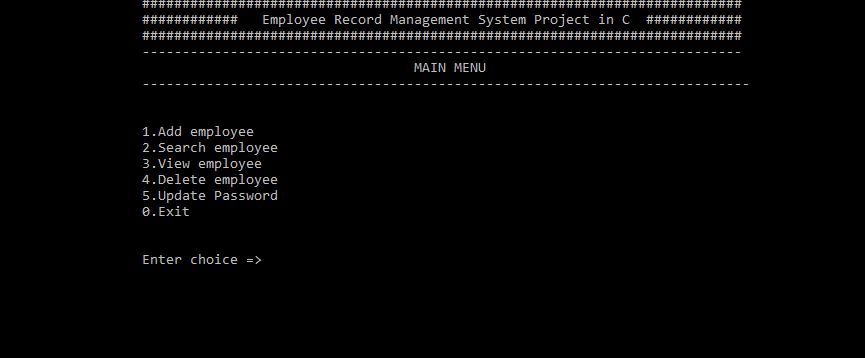 ###########################################################################
############   Employee Record Management System Project in C  ############
###########################################################################
---------------------------------------------------------------------------
MAIN MENU
----------------------------------------------------------------------------
1.Add employee
2.Search employee
3.View employee
4.Delete employee
5.Update Password
0.Exit
Enter choice =>